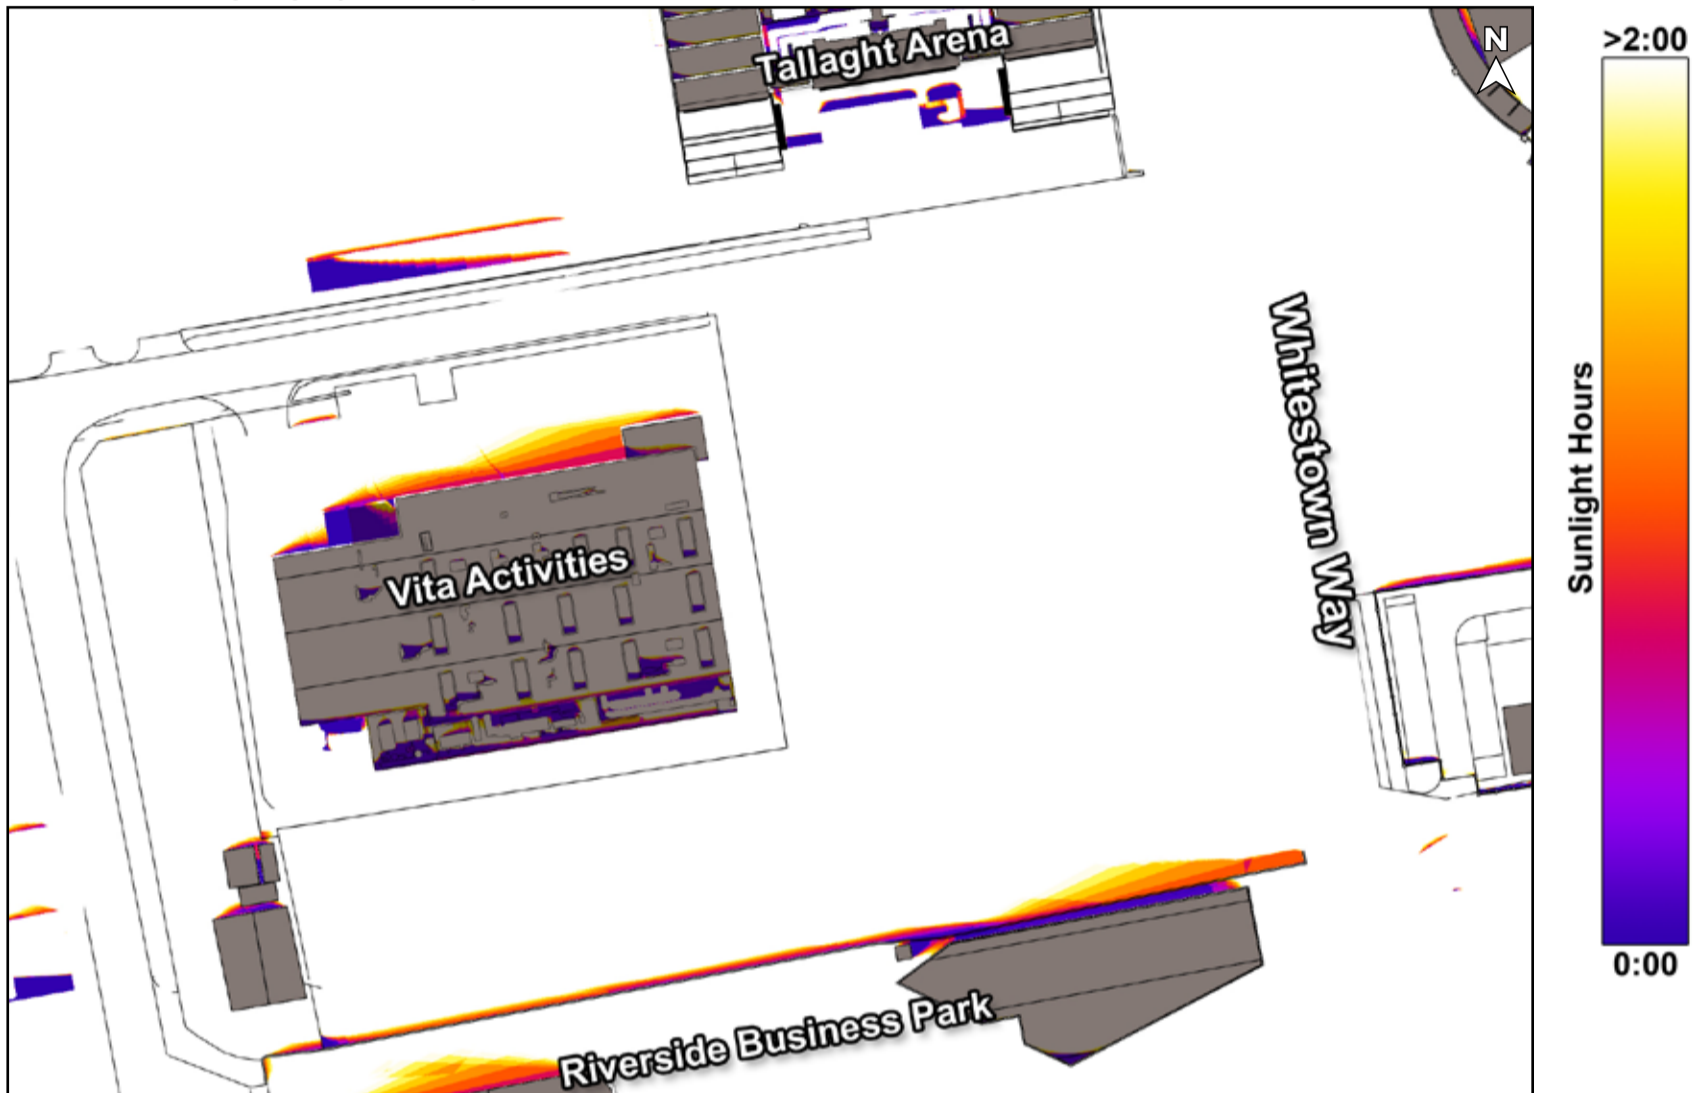 N
>2:00
Tallaght Arena
Whitestown Way
Sunlight Hours
Vita Activities
0:00
Riverside Business Park